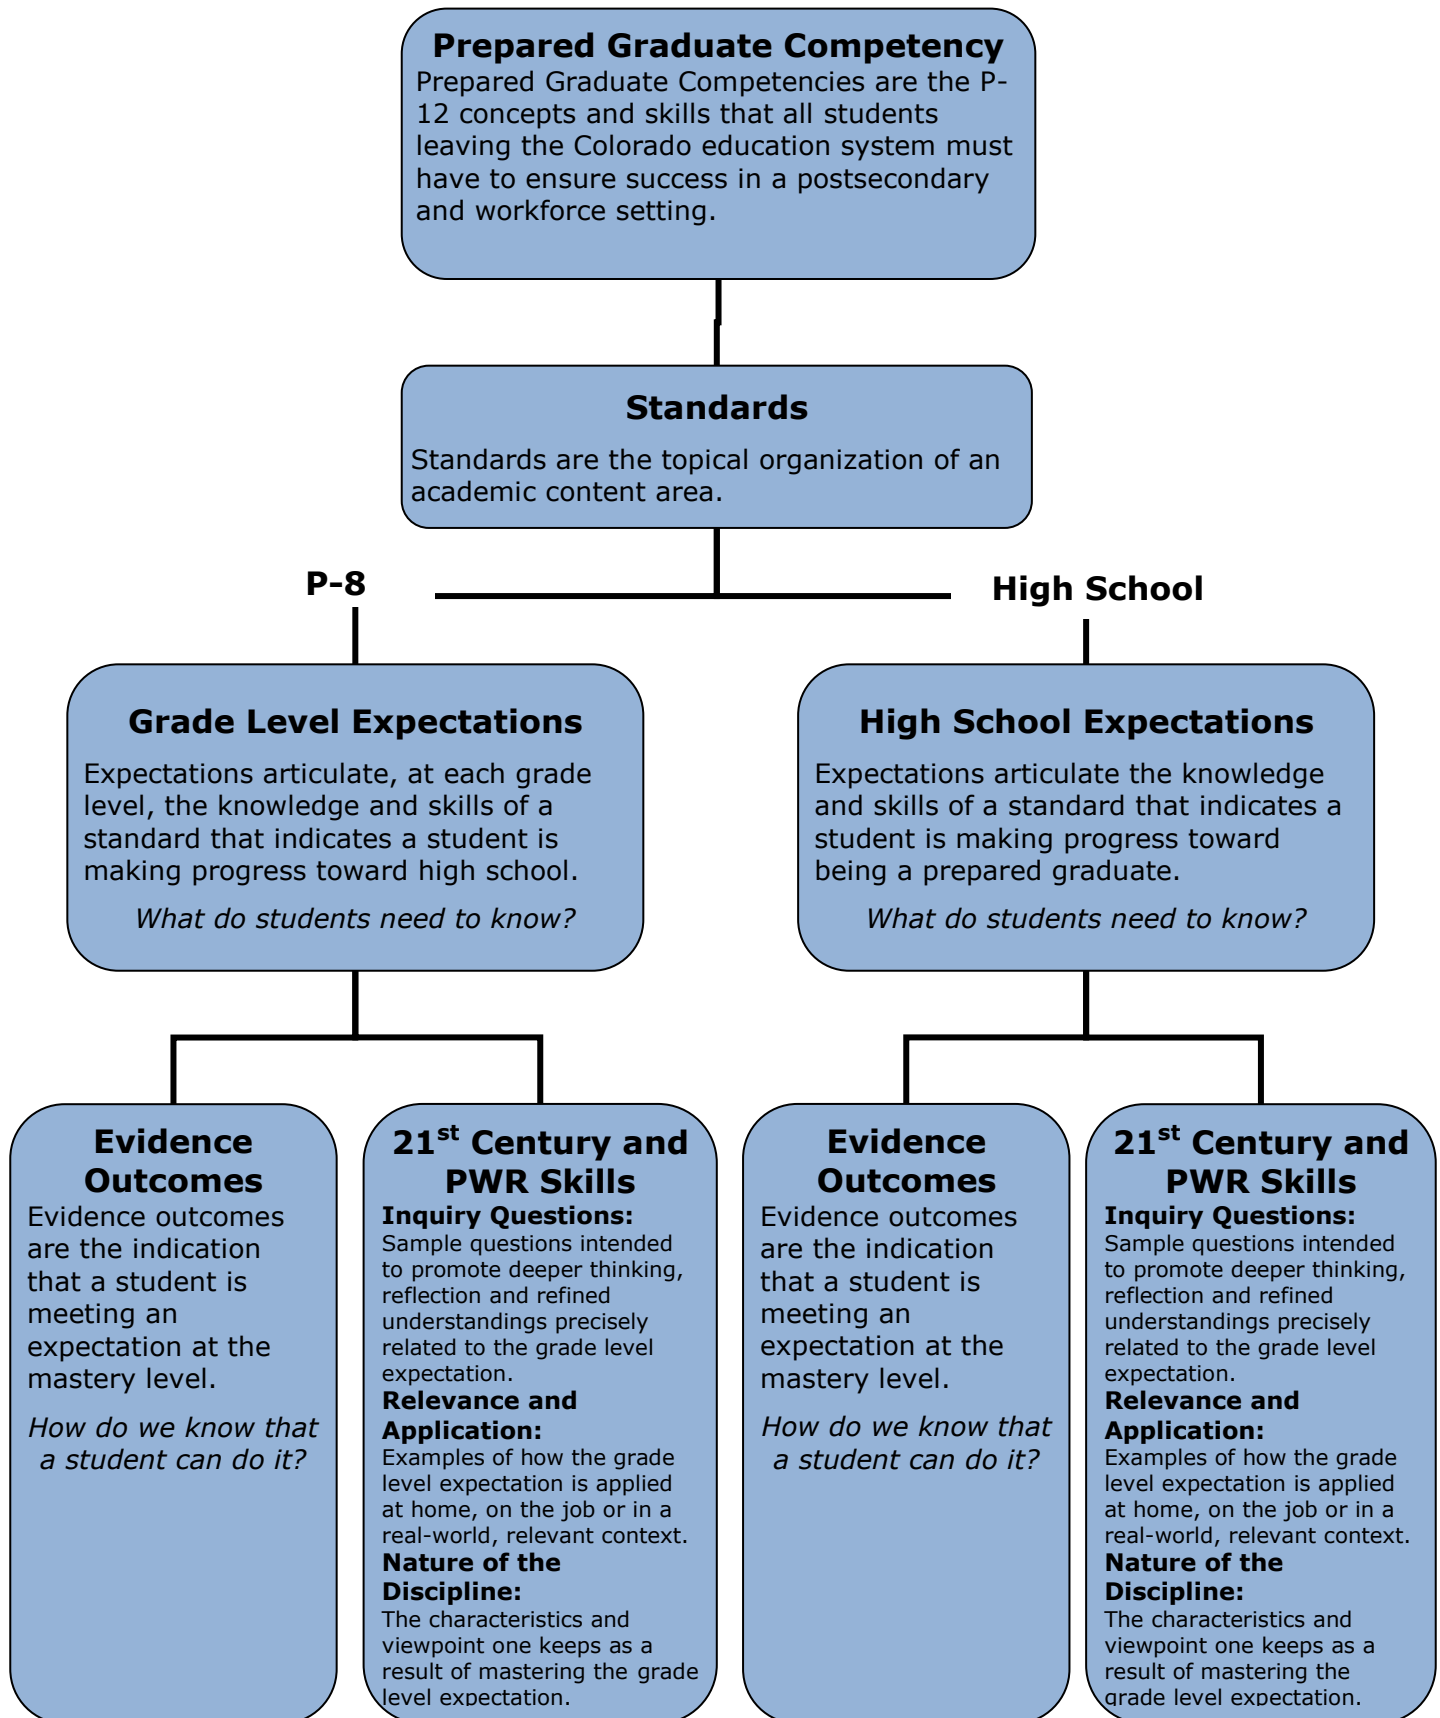 Prepared Graduate Competency
Prepared Graduate Competencies are the P-
12 concepts and skills that all students
leaving the Colorado education system must
have to ensure success in a postsecondary
and workforce setting.
Standards
Standards are the topical organization of an
academic content area.
P-8
High School
Grade Level Expectations
Expectations articulate, at each grade
level, the knowledge and skills of a
standard that indicates a student is
making progress toward high school.
What do students need to know?
High School Expectations
Expectations articulate the knowledge
and skills of a standard that indicates a
student is making progress toward
being a prepared graduate.
What do students need to know?
Evidence
Outcomes
Evidence outcomes
are the indication
that a student is
meeting an
expectation at the
mastery level.
How do we know that
a student can do it?
21st Century and
PWR Skills
Inquiry Questions:
Sample questions intended
to promote deeper thinking,
reflection and refined
understandings precisely
related to the grade level
expectation.
Relevance and
Application:
Examples of how the grade
level expectation is applied
at home, on the job or in a
real-world, relevant context.
Nature of the
Discipline:
The characteristics and
viewpoint one keeps as a
result of mastering the grade
level expectation.
Evidence
Outcomes
Evidence outcomes
are the indication
that a student is
meeting an
expectation at the
mastery level.
How do we know that
a student can do it?
21st Century and
PWR Skills
Inquiry Questions:
Sample questions intended
to promote deeper thinking,
reflection and refined
understandings precisely
related to the grade level
expectation.
Relevance and
Application:
Examples of how the grade
level expectation is applied
at home, on the job or in a
real-world, relevant context.
Nature of the
Discipline:
The characteristics and
viewpoint one keeps as a
result of mastering the
grade level expectation.